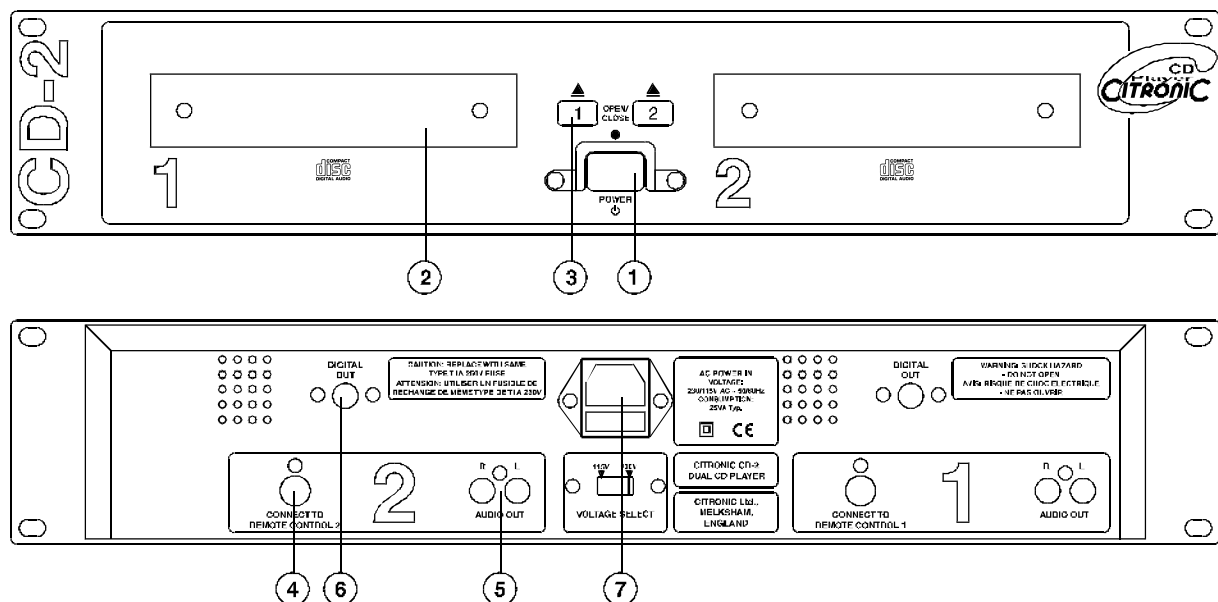 CD-2
1
OPEN/
CLOSE
2
CD
Player
CITRONIC
1
COMPACT
disc
DIGITAL AUDIO
POWER
2
COMPACT
disc
DIGITAL AUDIO
2
3
1
DIGITAL
OUT
CAUTION: REPLACE WITH SAME
TYPE T1A 250V FUSE
ATTENSION: UTILISER UN FUSIBLE DE
RECHANGE DE MEME TYPE DE T1A 250V
AC POWER IN
VOLTAGE:
230/115V AC ~ 50/60Hz
CONSUMPTION:
25VA Typ.
CE
DIGITAL
OUT
WARNING: SHOCK HAZARD
- DO NOT OPEN
AVIS: RISQUE DE CHOC ELECTRIQUE
- NE PAS OUVRIR
CONNECT TO
REMOTE CONTROL 2
2
R L
AUDIO OUT
115V 230V
VOLTAGE SELECT
CITRONIC CD-2
DUAL CD PLAYER
CITRONIC Ltd.,
MELKSHAM,
ENGLAND
CONNECT TO
REMOTE CONTROL 1
1
R L
AUDIO OUT
4
6
5
7